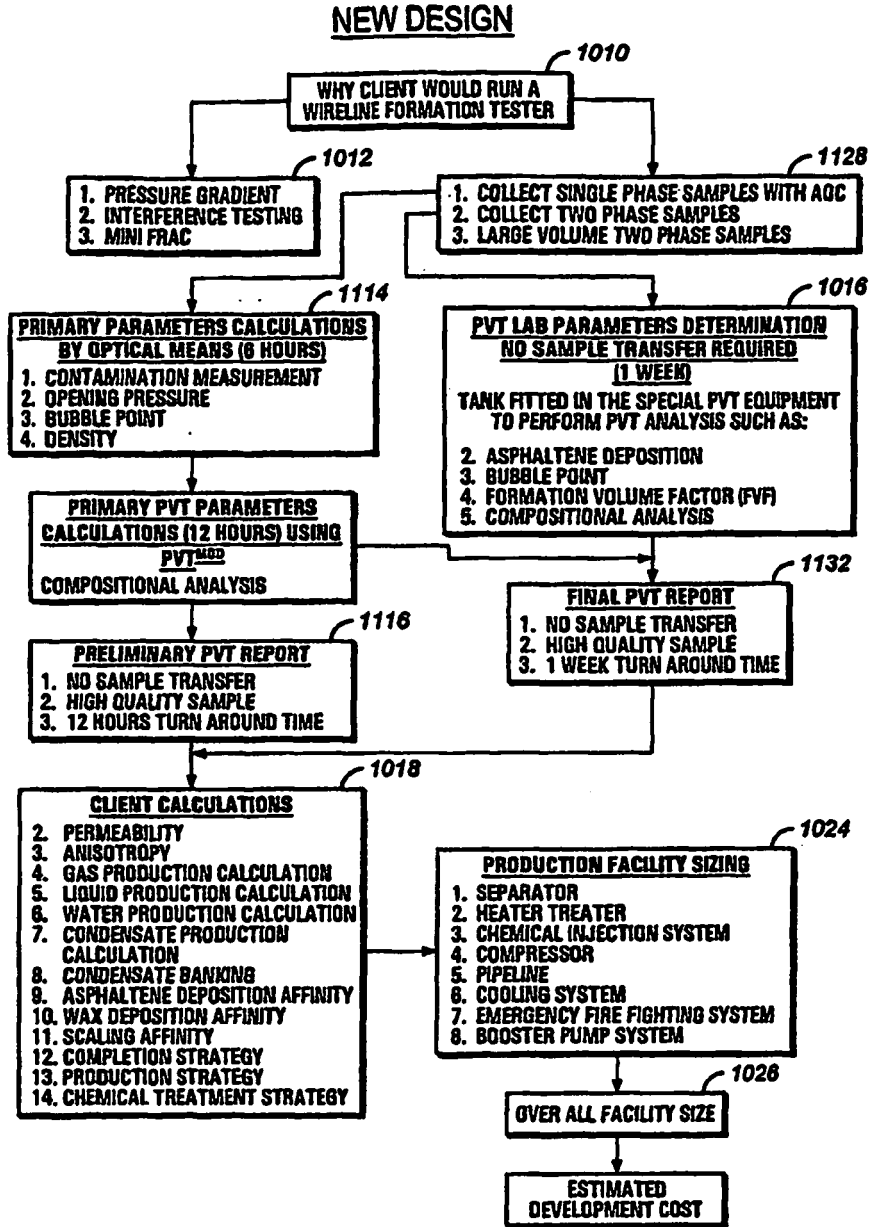 NEW DESIGN
1010
WHY CLIENT WOULD RUN A
WIRELINE FORMATION TESTER
1012
1. PRESSURE GRADIENT
2. INTERFERENCE TESTING
3. MINI FRAC
1128
1. COLLECT SINGLE PHASE SAMPLES WITH AQC
2. COLLECT TWO PHASE SAMPLES
3. LARGE VOLUME TWO PHASE SAMPLES
1114
PRIMARY PARAMETERS CALCULATIONS
BY OPTICAL MEANS (6 HOURS)
1. CONTAMINATION MEASUREMENT
2. OPENING PRESSURE
3. BUBBLE POINT
4. DENSITY
1016
PVT LAB PARAMETERS DETERMINATION
NO SAMPLE TRANSFER REQUIRED
(1 WEEK)
TANK FITTED IN THE SPECIAL PVT EQUIPMENT
TO PERFORM PVT ANALYSIS SUCH AS:
2. ASPHALTENE DEPOSITION
3. BUBBLE POINT
4. FORMATION VOLUME FACTOR (FVF)
5. COMPOSITIONAL ANALYSIS
PRIMARY PVT PARAMETERS
CALCULATIONS (12 HOURS) USING
PVTMOD
COMPOSITIONAL ANALYSIS
1132
FINAL PVT REPORT
1. NO SAMPLE TRANSFER
2. HIGH QUALITY SAMPLE
3. 1 WEEK TURN AROUND TIME
1116
PRELIMINARY PVT REPORT
1. NO SAMPLE TRANSFER
2. HIGH QUALITY SAMPLE
3. 12 HOURS TURN AROUND TIME
1018
CLIENT CALCULATIONS
2. PERMEABILITY
3. ANISOTROPY
4. GAS PRODUCTION CALCULATION
5. LIQUID PRODUCTION CALCULATION
6. WATER PRODUCTION CALCULATION
7. CONDENSATE PRODUCTION
CALCULATION
8. CONDENSATE BANKING
9. ASPHALTENE DEPOSITION AFFINITY
10. WAX DEPOSITION AFFINITY
11. SCALING AFFINITY
12. COMPLETION STRATEGY
13. PRODUCTION STRATEGY
14. CHEMICAL TREATMENT STRATEGY
1024
PRODUCTION FACILITY SIZING
1. SEPARATOR
2. HEATER TREATER
3. CHEMICAL INJECTION SYSTEM
4. COMPRESSOR
5. PIPELINE
6. COOLING SYSTEM
7. EMERGENCY FIRE FIGHTING SYSTEM
8. BOOSTER PUMP SYSTEM
1026
OVER ALL FACILITY SIZE
ESTIMATED
DEVELOPMENT COST